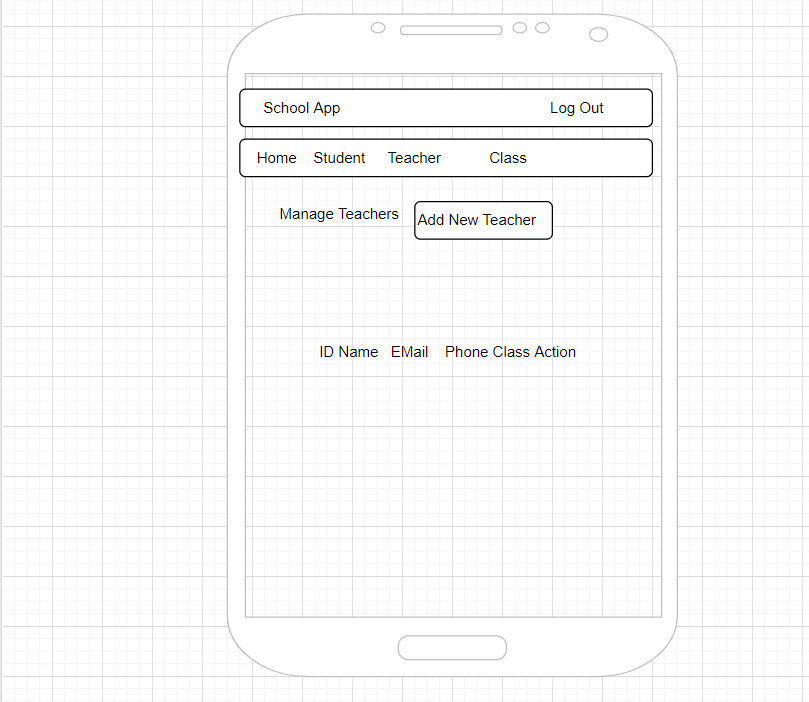 School App Log Out
Home Student Teacher Class
Manage Teachers Add New Teacher
ID Name EMail Phone Class Action